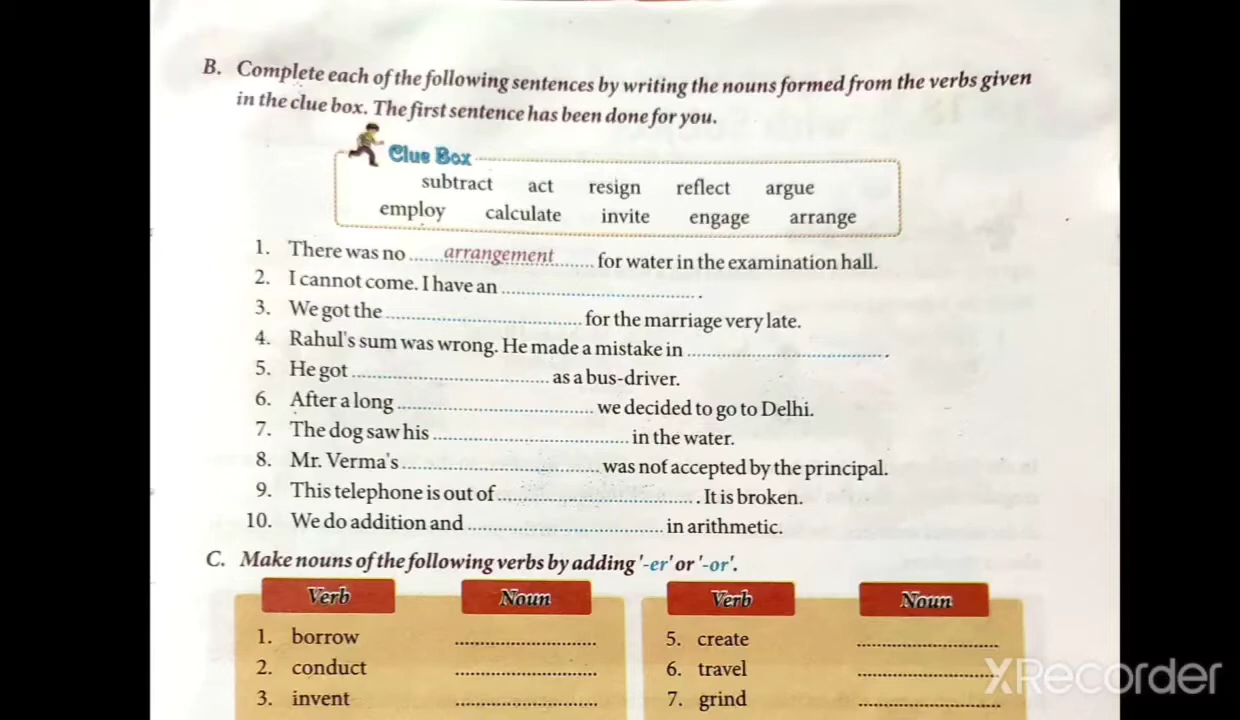 B. Complete each of the following sentences by writing the nouns formed from the verbs given
in the clue box. The first sentence has been done for you.
Clue Box
subtract act resign reflect argue
employ calculate invite engage arrange
1. There was no ......arrangement...... for water in the examination hall.
2. I cannot come. I have an .................................... .
3. We got the .................................... for the marriage very late.
4. Rahul's sum was wrong. He made a mistake in .................................... .
5. He got .................................... as a bus-driver.
6. After a long .................................... we decided to go to Delhi.
7. The dog saw his .................................... in the water.
8. Mr. Verma's .................................... was not accepted by the principal.
9. This telephone is out of .................................... . It is broken.
10. We do addition and .................................... in arithmetic.
C. Make nouns of the following verbs by adding '-er' or '-or'.
Verb Noun Verb Noun
1. borrow .......................... 5. create ..........................
2. conduct .......................... 6. travel ..........................
3. invent .......................... 7. grind ..........................
XRecorder